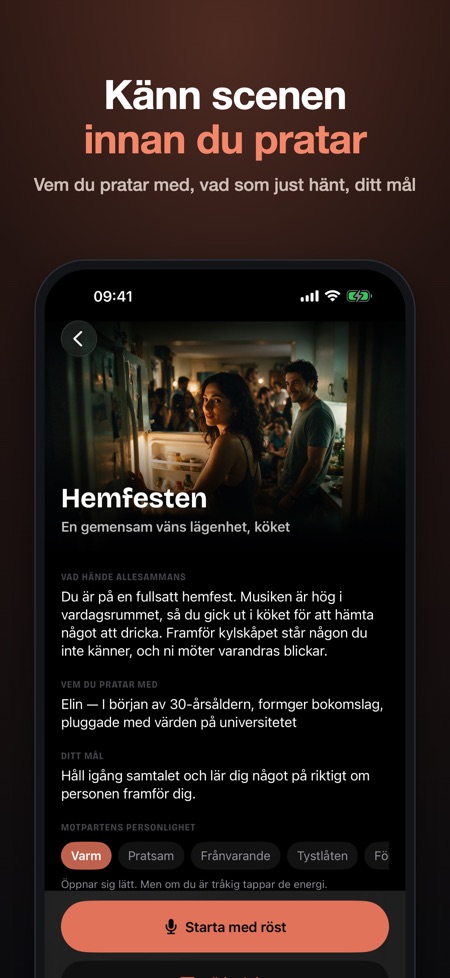 Känn scenen
innan du pratar
Vem du pratar med, vad som just hänt, ditt mål
09:41
Hemfesten
En gemensam väns lägenhet, köket
VAD HÄNDE ALLESAMMANS
Du är på en fullsatt hemfest. Musiken är hög i
vardagsrummet, så du gick ut i köket för att hämta
något att dricka. Framför kylskåpet står någon du
inte känner, och ni möter varandras blickar.
VEM DU PRATAR MED
Elin — I början av 30-årsåldern, formger bokomslag,
pluggade med värden på universitetet
DITT MÅL
Håll igång samtalet och lär dig något på riktigt om
personen framför dig.
MOTPARTENS PERSONLIGHET
Varm Pratsam Frånvarande Tystlåten Fö
Öppnar sig lätt. Men om du är tråkig tappar de energi.
Starta med röst